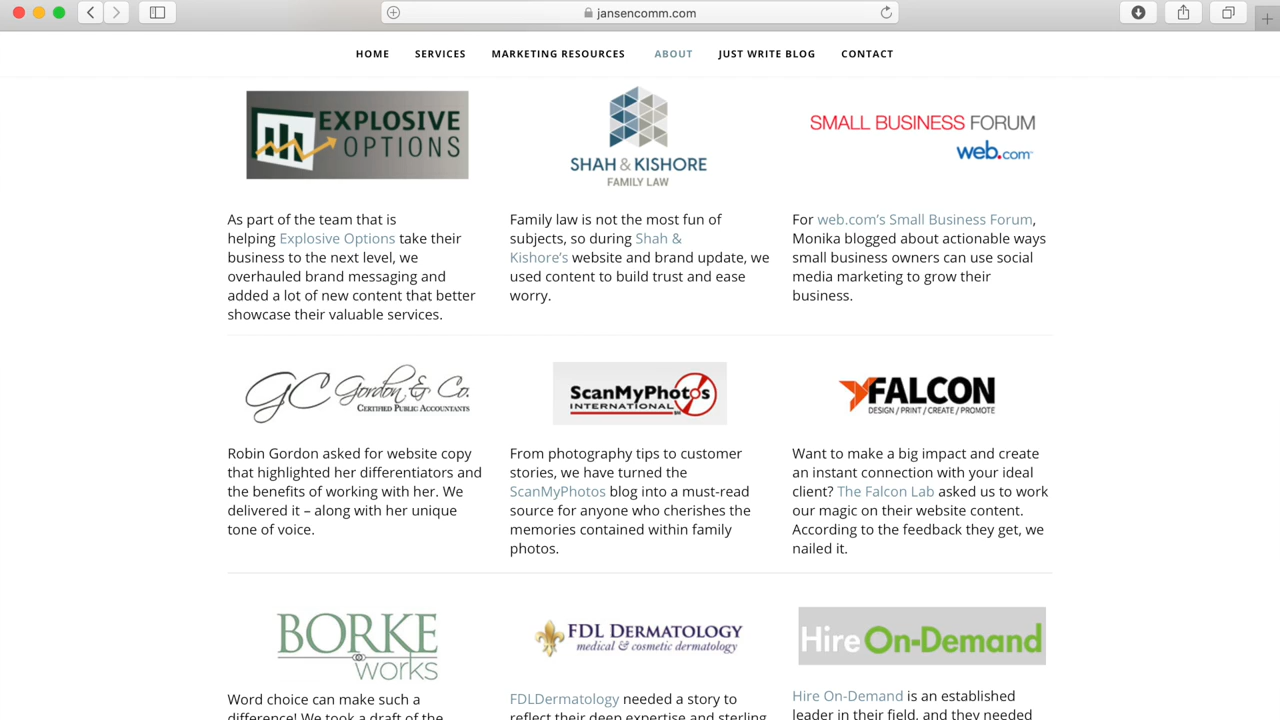 jansencomm.com
HOME SERVICES MARKETING RESOURCES ABOUT JUST WRITE BLOG CONTACT
EXPLOSIVE
OPTIONS
SHAH & KISHORE
FAMILY LAW
SMALL BUSINESS FORUM
web.com
As part of the team that is
helping Explosive Options take their
business to the next level, we
overhauled brand messaging and
added a lot of new content that better
showcase their valuable services.
Family law is not the most fun of
subjects, so during Shah &
Kishore's website and brand update, we
used content to build trust and ease
worry.
For web.com's Small Business Forum,
Monika blogged about actionable ways
small business owners can use social
media marketing to grow their
business.
GC Gordon & Co.
CERTIFIED PUBLIC ACCOUNTANTS
ScanMyPhotos
INTERNATIONAL
FALCON
DESIGN / PRINT / CREATE / PROMOTE
Robin Gordon asked for website copy
that highlighted her differentiators and
the benefits of working with her. We
delivered it – along with her unique
tone of voice.
From photography tips to customer
stories, we have turned the
ScanMyPhotos blog into a must-read
source for anyone who cherishes the
memories contained within family
photos.
Want to make a big impact and create
an instant connection with your ideal
client? The Falcon Lab asked us to work
our magic on their website content.
According to the feedback they get, we
nailed it.
BORKE
works
FDL DERMATOLOGY
medical & cosmetic dermatology
Hire On-Demand
Word choice can make such a
difference! We took a draft of the
FDLDermatology needed a story to
reflect their deep expertise and sterling
Hire On-Demand is an established
leader in their field, and they needed